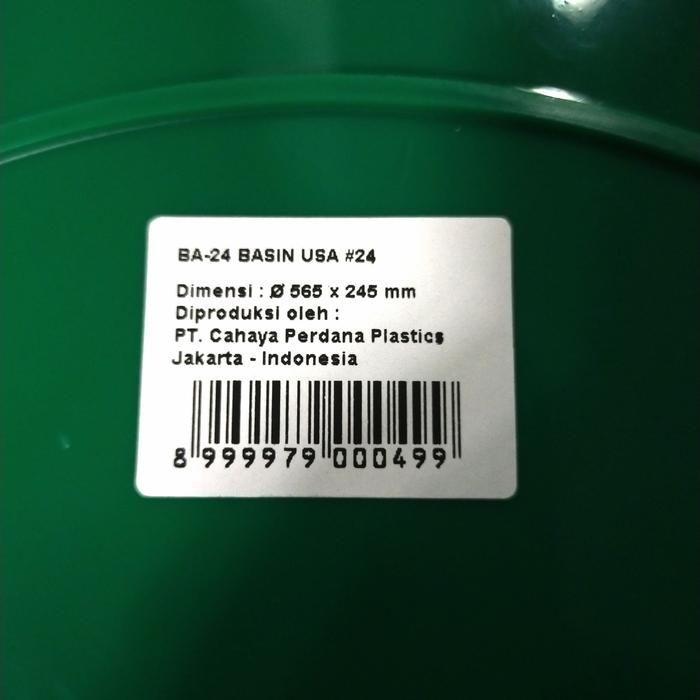 BA-24 BASIN USA #24
Dimensi : Ø 565 x 245 mm
Diproduksi oleh :
PT. Cahaya Perdana Plastics
Jakarta - Indonesia
8 999979 000499